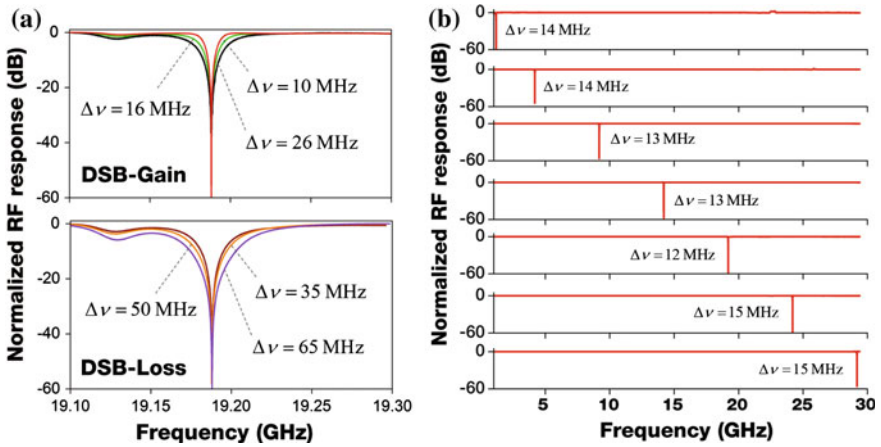 (a)
Normalized RF response (dB)
0
-20
-40
-60
Δν = 16 MHz
Δν = 10 MHz
Δν = 26 MHz
DSB-Gain
0
-20
-40
-60
Δν = 50 MHz
Δν = 35 MHz
Δν = 65 MHz
DSB-Loss
19.10 19.15 19.20 19.25 19.30
Frequency (GHz)
(b)
Normalized RF response (dB)
0
-60
Δν = 14 MHz
0
-60
Δν = 14 MHz
0
-60
Δν = 13 MHz
0
-60
Δν = 13 MHz
0
-60
Δν = 12 MHz
0
-60
Δν = 15 MHz
0
-60
Δν = 15 MHz
5 10 15 20 25 30
Frequency (GHz)